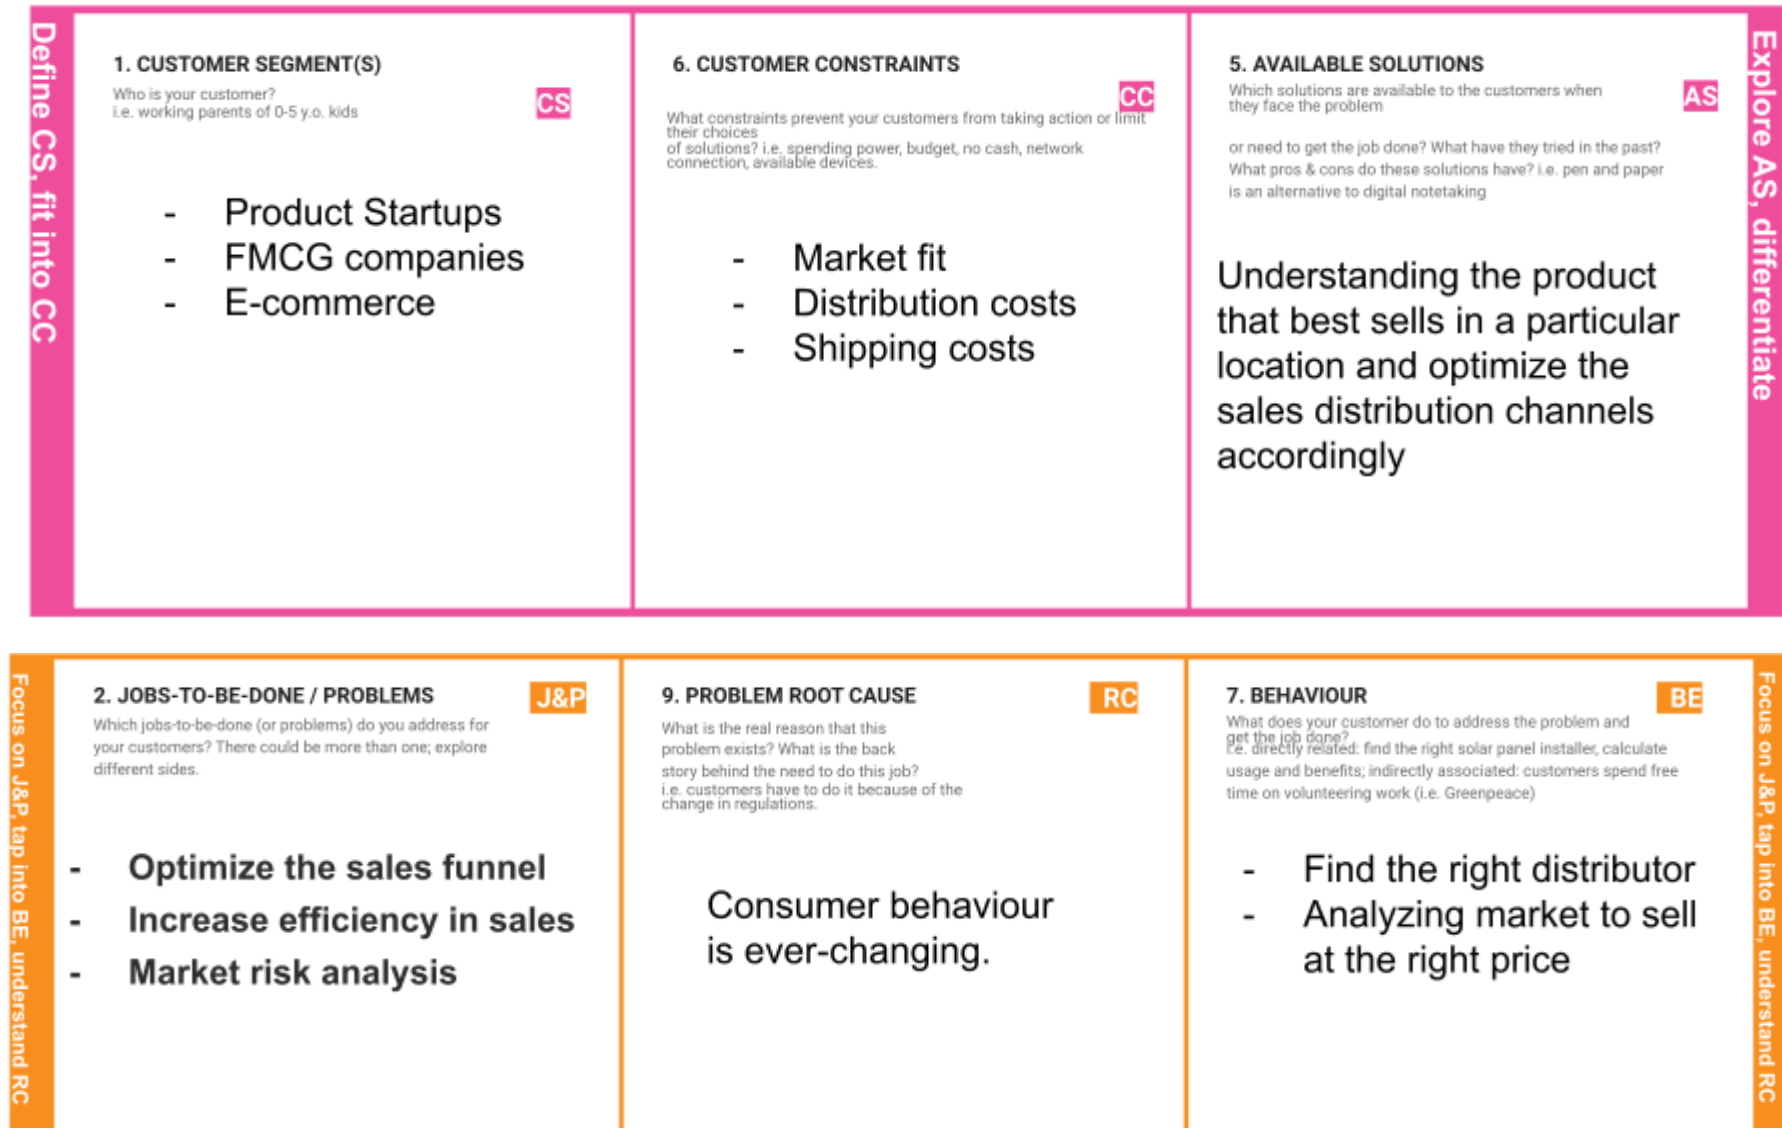 Define CS, fit into CC
1. CUSTOMER SEGMENT(S)
Who is your customer?
i.e. working parents of 0-5 y.o. kids
CS
- Product Startups
- FMCG companies
- E-commerce
6. CUSTOMER CONSTRAINTS
CC
What constraints prevent your customers from taking action or limit
their choices
of solutions? i.e. spending power, budget, no cash, network
connection, available devices.
- Market fit
- Distribution costs
- Shipping costs
5. AVAILABLE SOLUTIONS
Which solutions are available to the customers when
they face the problem
AS
or need to get the job done? What have they tried in the past?
What pros & cons do these solutions have? i.e. pen and paper
is an alternative to digital notetaking
Understanding the product
that best sells in a particular
location and optimize the
sales distribution channels
accordingly
Explore AS, differentiate
Focus on J&P, tap into BE, understand RC
2. JOBS-TO-BE-DONE / PROBLEMS
J&P
Which jobs-to-be-done (or problems) do you address for
your customers? There could be more than one; explore
different sides.
- Optimize the sales funnel
- Increase efficiency in sales
- Market risk analysis
9. PROBLEM ROOT CAUSE
RC
What is the real reason that this
problem exists? What is the back
story behind the need to do this job?
i.e. customers have to do it because of the
change in regulations.
Consumer behaviour
is ever-changing.
7. BEHAVIOUR
BE
What does your customer do to address the problem and
get the job done?
i.e. directly related: find the right solar panel installer, calculate
usage and benefits; indirectly associated: customers spend free
time on volunteering work (i.e. Greenpeace)
- Find the right distributor
- Analyzing market to sell
at the right price
Focus on J&P, tap into BE, understand RC